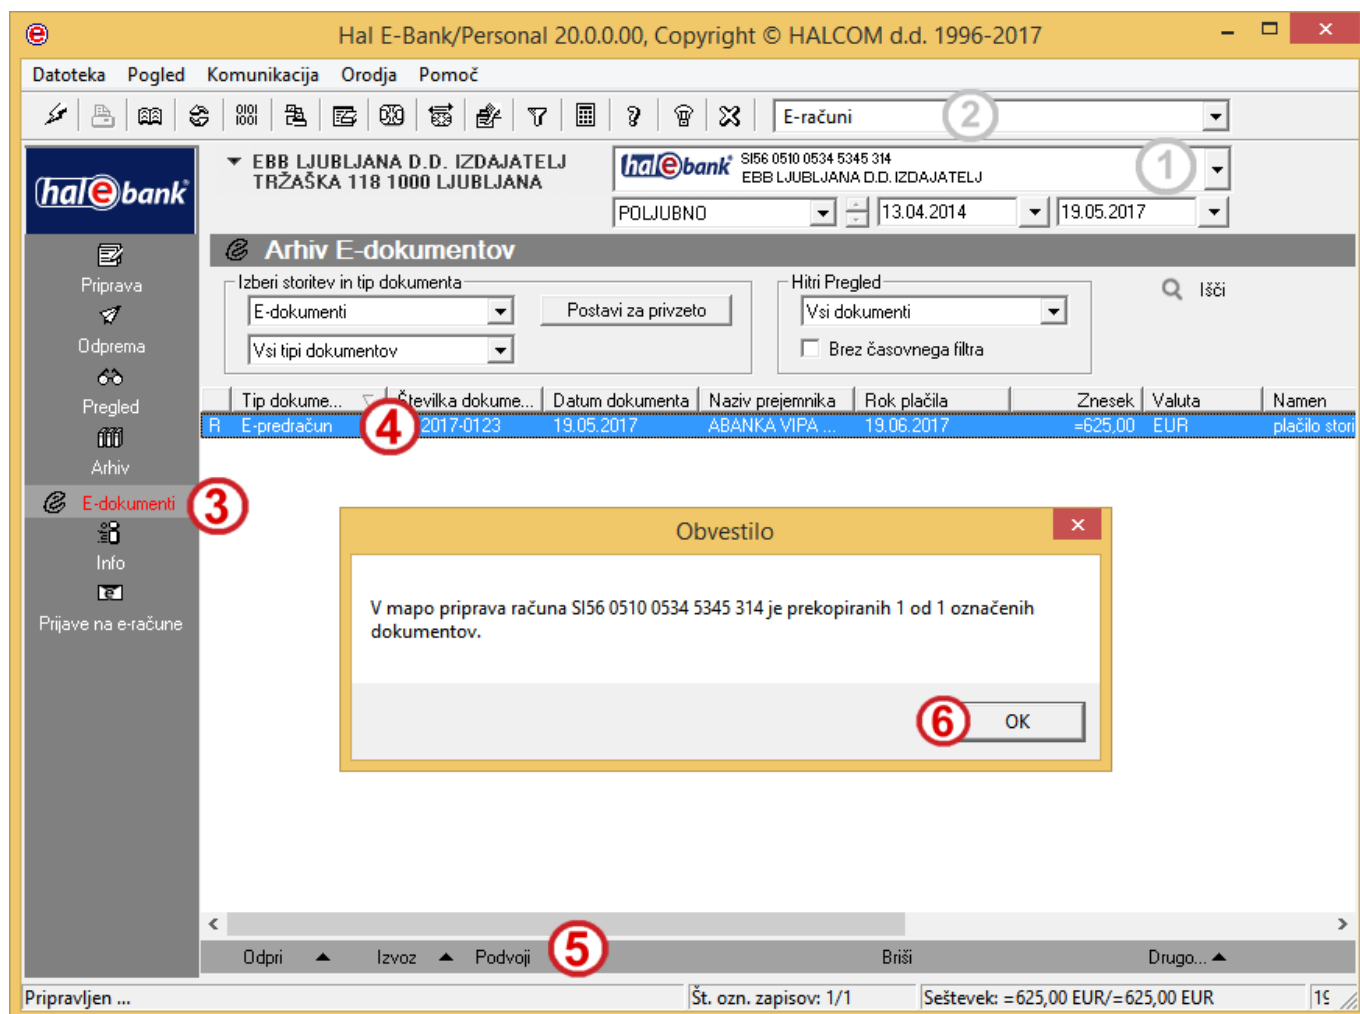 Hal E-Bank/Personal 20.0.0.00, Copyright © HALCOM d.d. 1996-2017
Datoteka Pogled Komunikacija Orodja Pomoč
E-računi 2
hal e bank
EBB LJUBLJANA D.D. IZDAJATELJ
TRŽAŠKA 118 1000 LJUBLJANA
hal e bank SI56 0510 0534 5345 314
EBB LJUBLJANA D.D. IZDAJATELJ
1
POLJUBNO 13.04.2014 19.05.2017
Arhiv E-dokumentov
Izberi storitev in tip dokumenta
E-dokumenti Postavi za privzeto
Vsi tipi dokumentov
Hitri Pregled
Vsi dokumenti
Brez časovnega filtra
Išči
Priprava
Odprema
Pregled
Arhiv
E-dokumenti 3
Info
Prijave na e-račune
Tip dokume... Številka dokume... Datum dokumenta Naziv prejemnika Rok plačila Znesek Valuta Namen
R E-predračun 4 2017-0123 19.05.2017 ABANKA VIPA ... 19.06.2017 =625,00 EUR plačilo stori
Obvestilo
V mapo priprava računa SI56 0510 0534 5345 314 je prekopiranih 1 od 1 označenih
dokumentov.
6 OK
Odpri Izvoz Podvoji 5 Briši Drugo...
Pripravljen ... Št. ozn. zapisov: 1/1 Seštevek: =625,00 EUR/=625,00 EUR 19